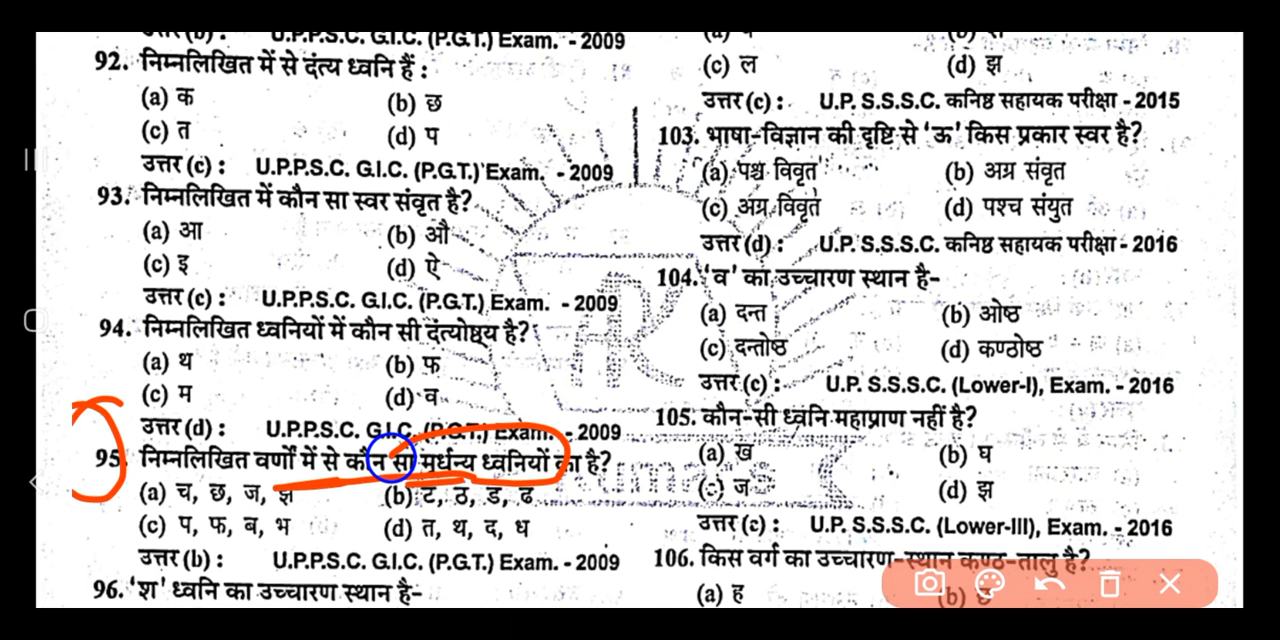 उत्तर (b) : U.P.P.S.C. G.I.C. (P.G.T.) Exam. - 2009
92. निम्नलिखित में से दंत्य ध्वनि हैं :
(a) क (b) छ
(c) त (d) प
उत्तर (c) : U.P.P.S.C. G.I.C. (P.G.T.) Exam. - 2009
93. निम्नलिखित में कौन सा स्वर संवृत है?
(a) आ (b) औ
(c) इ (d) ऐ
उत्तर (c) : U.P.P.S.C. G.I.C. (P.G.T.) Exam. - 2009
94. निम्नलिखित ध्वनियों में कौन सी दंत्योष्ठ्य है?
(a) थ (b) फ
(c) म (d) व
उत्तर (d) : U.P.P.S.C. G.I.C. (P.G.T.) Exam. - 2009
95. निम्नलिखित वर्णों में से कौन सा मूर्धन्य ध्वनियों का है?
(a) च, छ, ज, झ (b) ट, ठ, ड, ढ
(c) प, फ, ब, भ (d) त, थ, द, ध
उत्तर (b) : U.P.P.S.C. G.I.C. (P.G.T.) Exam. - 2009
96. 'श' ध्वनि का उच्चारण स्थान है-
(c) ल (d) झ
उत्तर (c) : U.P. S.S.S.C. कनिष्ठ सहायक परीक्षा - 2015
103. भाषा-विज्ञान की दृष्टि से 'ऊ' किस प्रकार स्वर है?
(a) पश्च विवृत (b) अग्र संवृत
(c) अग्र विवृत (d) पश्च संयुत
उत्तर (d) : U.P. S.S.S.C. कनिष्ठ सहायक परीक्षा - 2016
104. 'व' का उच्चारण स्थान है-
(a) दन्त (b) ओष्ठ
(c) दन्तोष्ठ (d) कण्ठोष्ठ
उत्तर (c) : U.P. S.S.S.C. (Lower-I), Exam. - 2016
105. कौन-सी ध्वनि महाप्राण नहीं है?
(a) ख (b) घ
(c) ज (d) झ
उत्तर (c) : U.P. S.S.S.C. (Lower-III), Exam. - 2016
106. किस वर्ग का उच्चारण-स्थान कण्ठ-तालु है?
(a) ह (b)